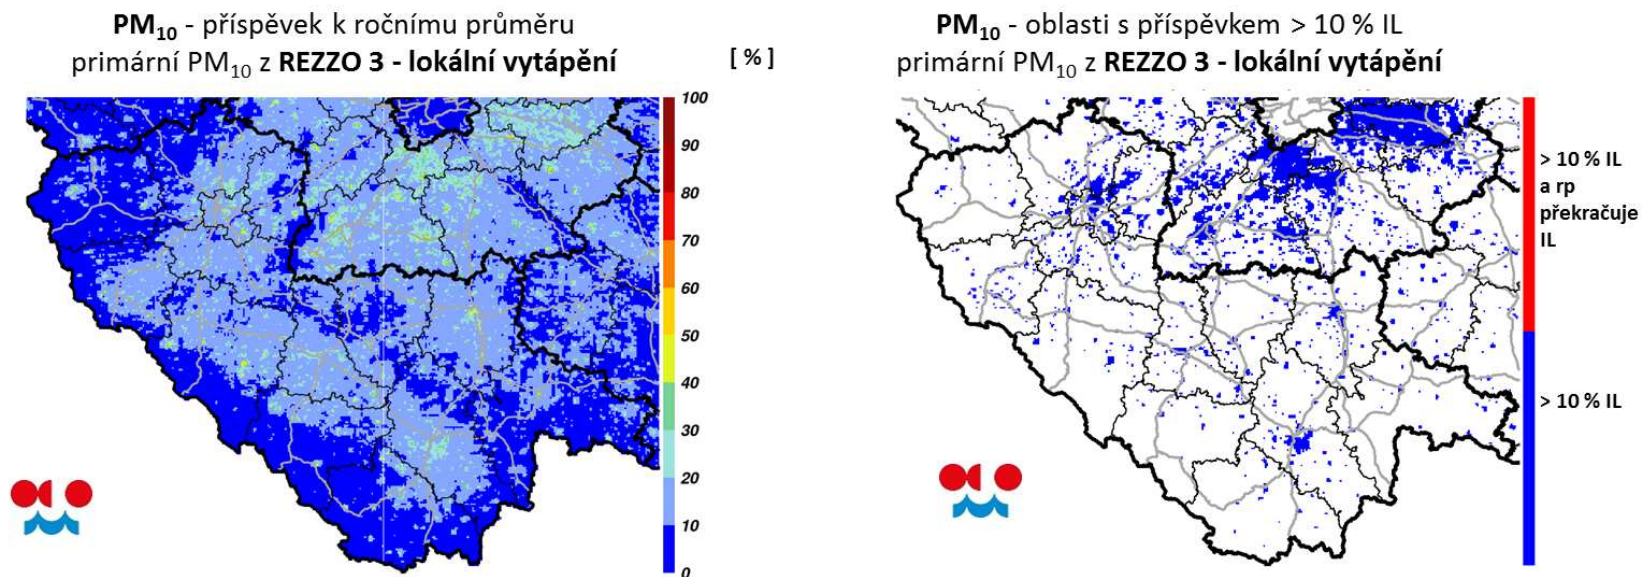 PM10 - příspěvek k ročnímu průměru
primární PM10 z REZZO 3 - lokální vytápění
[ % ]
100
90
80
70
60
50
40
30
20
10
0
PM10 - oblasti s příspěvkem > 10 % IL
primární PM10 z REZZO 3 - lokální vytápění
> 10 % IL
a rp
překračuje
IL
> 10 % IL